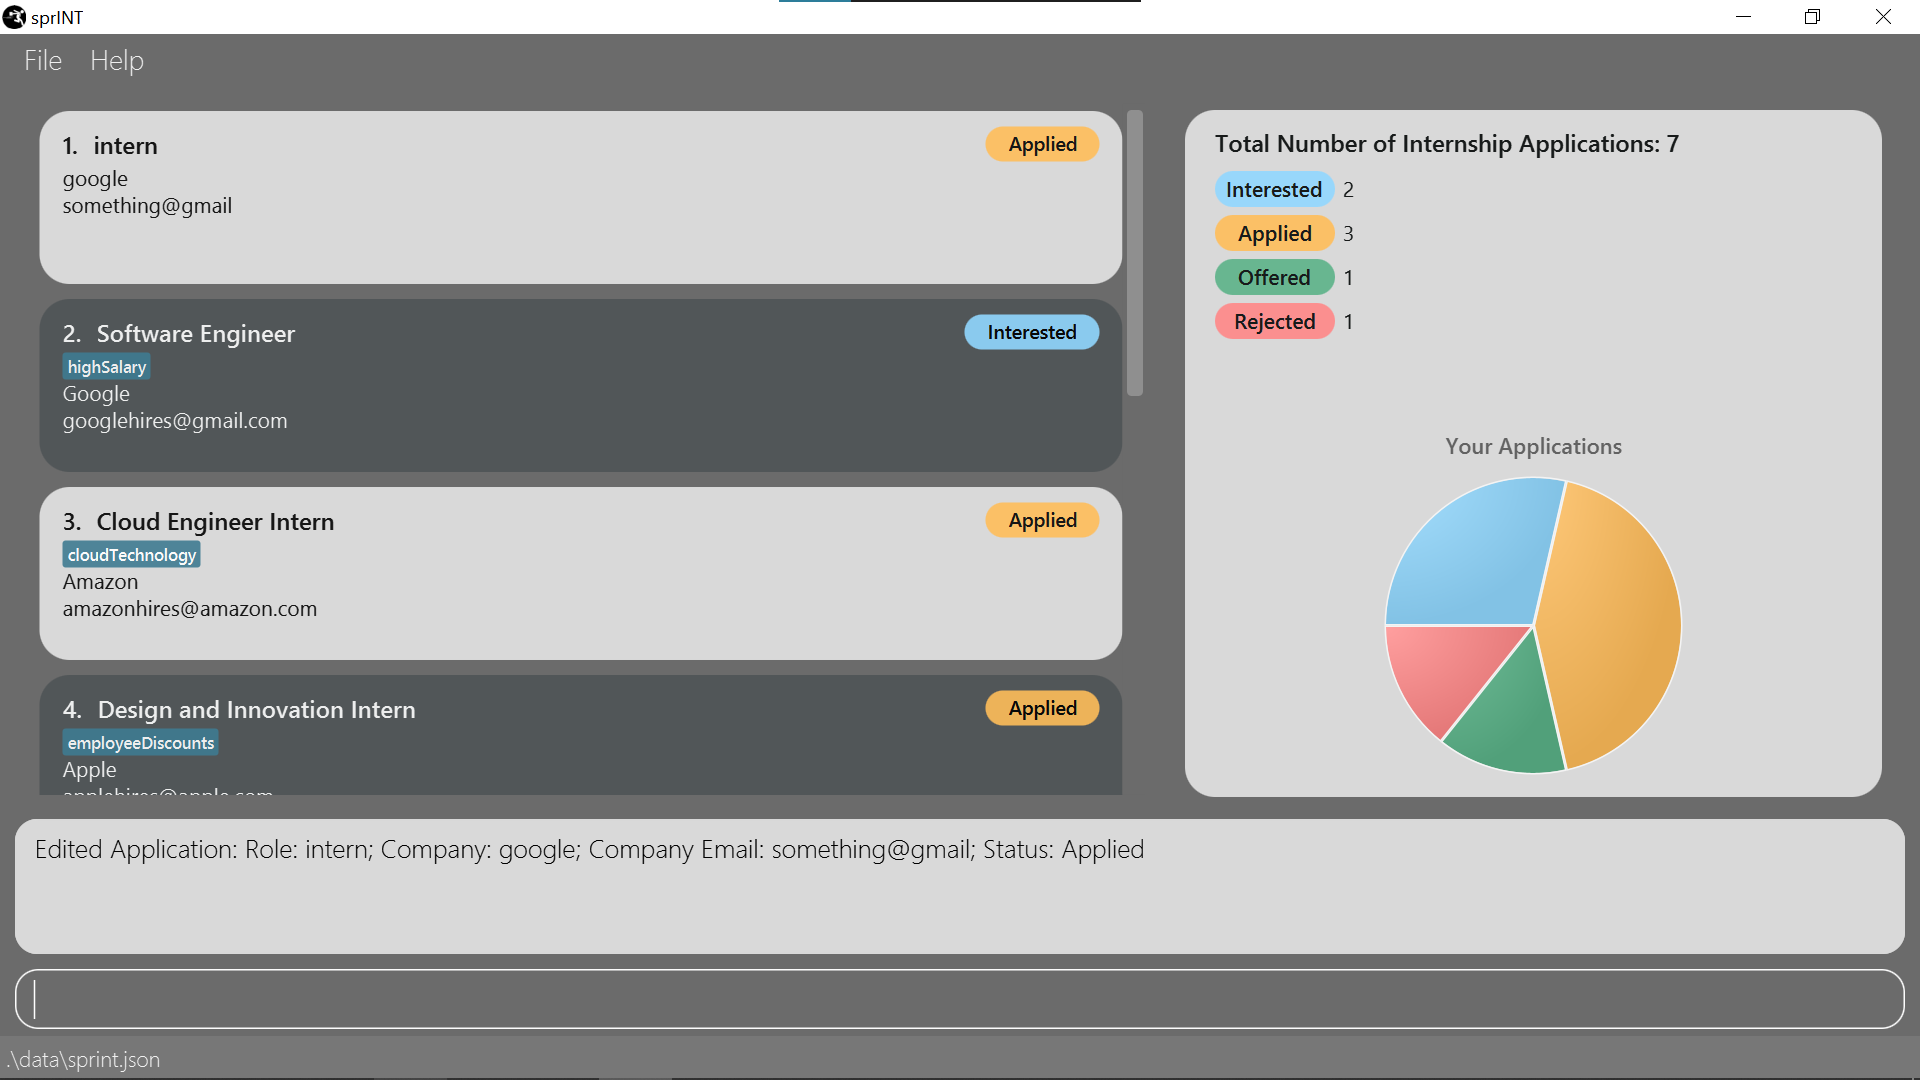 sprINT
File Help
1. intern
Applied
google
something@gmail
2. Software Engineer
Interested
highSalary
Google
googlehires@gmail.com
3. Cloud Engineer Intern
Applied
cloudTechnology
Amazon
amazonhires@amazon.com
4. Design and Innovation Intern
Applied
employeeDiscounts
Apple
applehires@apple.com
Total Number of Internship Applications: 7
Interested 2
Applied 3
Offered 1
Rejected 1
Your Applications
Edited Application: Role: intern; Company: google; Company Email: something@gmail; Status: Applied
.\data\sprint.json